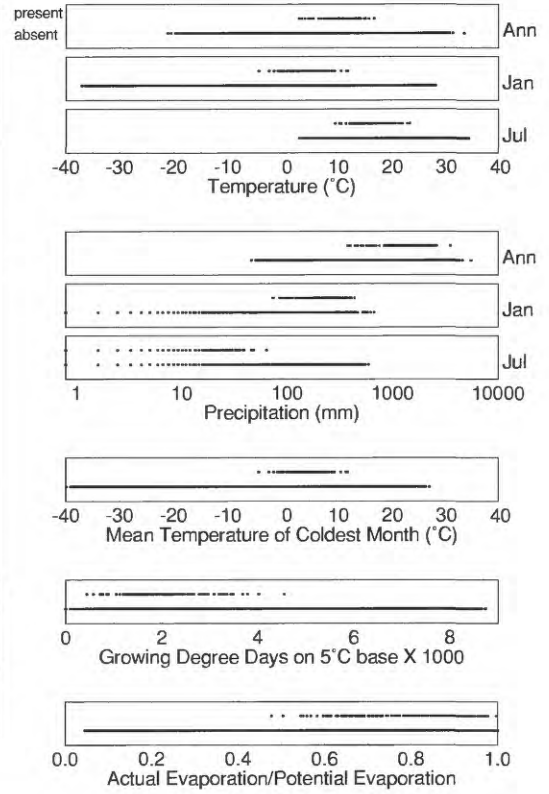 present
absent
Ann
Jan
Jul
-40 -30 -20 -10 0 10 20 30 40
Temperature (˚C)
Ann
Jan
Jul
1 10 100 1000 10000
Precipitation (mm)
-40 -30 -20 -10 0 10 20 30 40
Mean Temperature of Coldest Month (˚C)
0 2 4 6 8
Growing Degree Days on 5˚C base X 1000
0.0 0.2 0.4 0.6 0.8 1.0
Actual Evaporation/Potential Evaporation